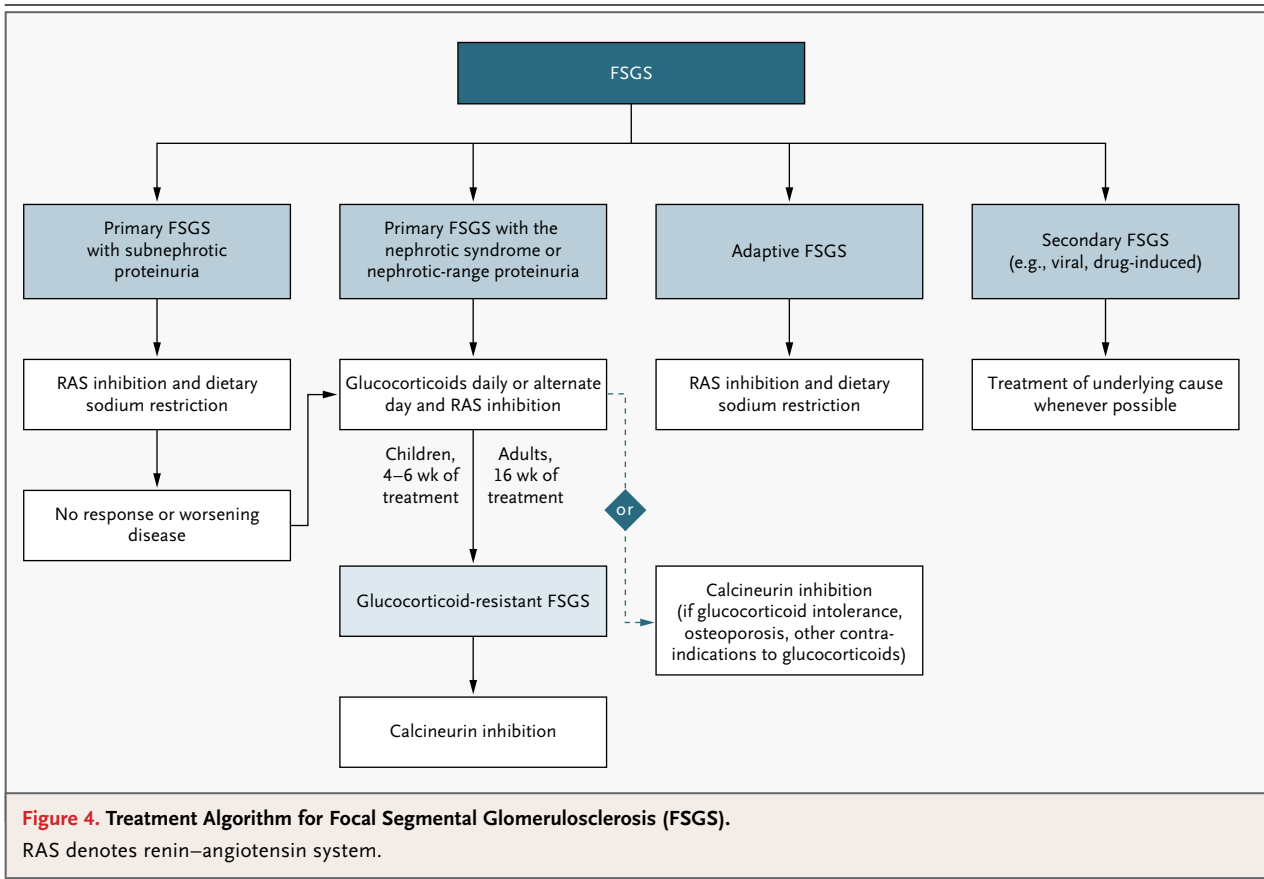 FSGS
Primary FSGS
with subnephrotic
proteinuria
Primary FSGS with the
nephrotic syndrome or
nephrotic-range proteinuria
Adaptive FSGS
Secondary FSGS
(e.g., viral, drug-induced)
RAS inhibition and dietary
sodium restriction
Glucocorticoids daily or alternate
day and RAS inhibition
RAS inhibition and dietary
sodium restriction
Treatment of underlying cause
whenever possible
Children,
4–6 wk of
treatment
Adults,
16 wk of
treatment
No response or worsening
disease
or
Glucocorticoid-resistant FSGS
Calcineurin inhibition
(if glucocorticoid intolerance,
osteoporosis, other contra-
indications to glucocorticoids)
Calcineurin inhibition
Figure 4. Treatment Algorithm for Focal Segmental Glomerulosclerosis (FSGS).
RAS denotes renin–angiotensin system.